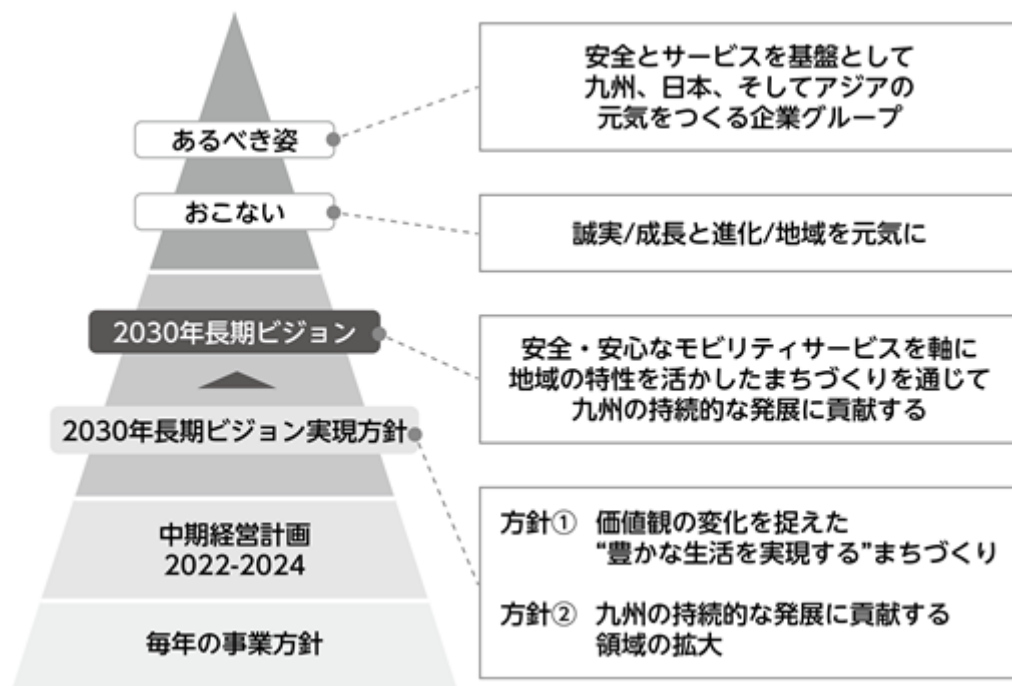 あるべき姿
安全とサービスを基盤として
九州、日本、そしてアジアの
元気をつくる企業グループ
おこない
誠実/成長と進化/地域を元気に
2030年長期ビジョン
安全・安心なモビリティサービスを軸に
地域の特性を活かしたまちづくりを通じて
九州の持続的な発展に貢献する
2030年長期ビジョン実現方針
方針① 価値観の変化を捉えた
“豊かな生活を実現する”まちづくり
方針② 九州の持続的な発展に貢献する
領域の拡大
中期経営計画
2022-2024
毎年の事業方針